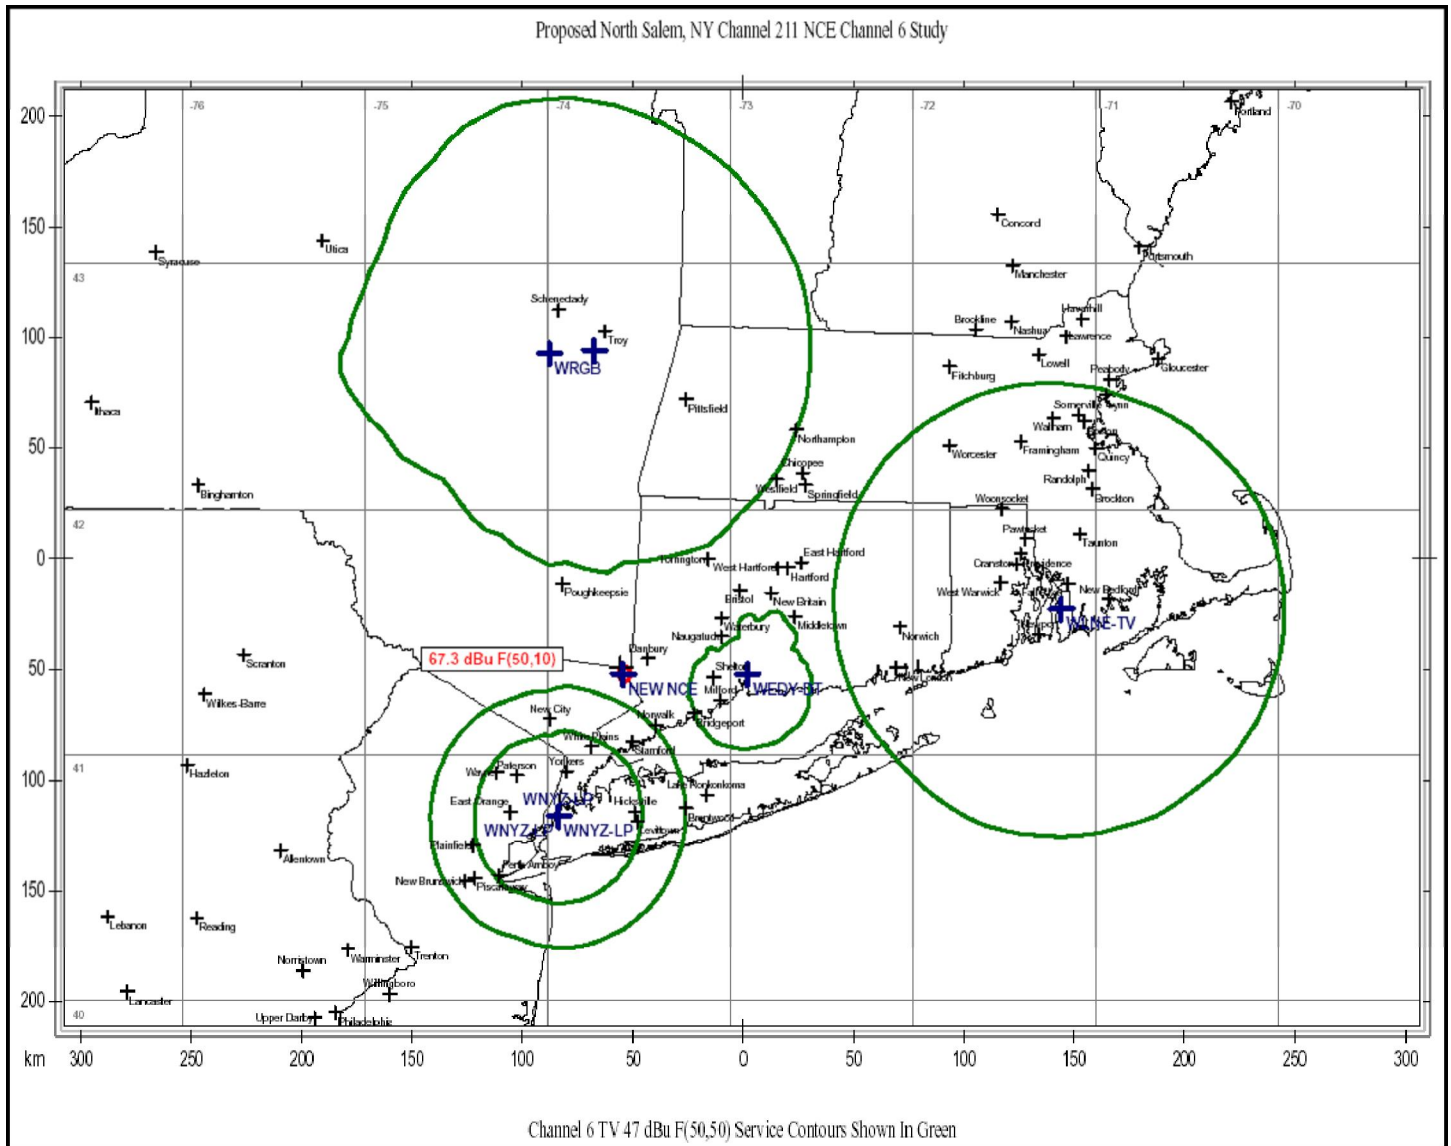 Proposed North Salem, NY Channel 211 NCE Channel 6 Study
-76
-75
-74
-73
-72
-71
-70
200
150
100
50
0
50
100
150
200
Portland
Concord
Utica
Syracuse
Portsmouth
43
Manchester
Schenectady
Haverhill
Brookline
Nashua
Lawrence
Troy
WRGB
Lowell
Gloucester
Fitchburg
Peabody
Ithaca
Pittsfield
Somerville
Lynn
Waltham
Northampton
Worcester
Framingham
Quincy
Chicopee
Randolph
Westfield
Springfield
Brockton
Binghamton
Woonsocket
42
Pawtucket
Taunton
Torrington
East Hartford
West Hartford
Hartford
Cranston
Providence
Poughkeepsie
West Warwick
New Bedford
Bristol
New Britain
Waterbury
Middletown
WLNE-TV
Naugatuck
Norwich
Newport
Danbury
67.3 dBu F(50,10)
Scranton
Shelton
New London
NEW NCE
WEDY-DT
Milford
Wilkes-Barre
New City
Norwalk
Bridgeport
White Plains
Stamford
41
Hazleton
Wayne
Paterson
Yonkers
Lake Ronkonkoma
East Orange
WNYZ-LP
Hicksville
Brentwood
WNYZ-LP
WNYZ-LP
Levittown
Plainfield
Allentown
Perth Amboy
New Brunswick
Piscataway
Lebanon
Reading
Norristown
Warminster
Trenton
Willingboro
Lancaster
Upper Darby
Philadelphia
40
km
300
250
200
150
100
50
0
50
100
150
200
250
300
Channel 6 TV 47 dBu F(50,50) Service Contours Shown In Green